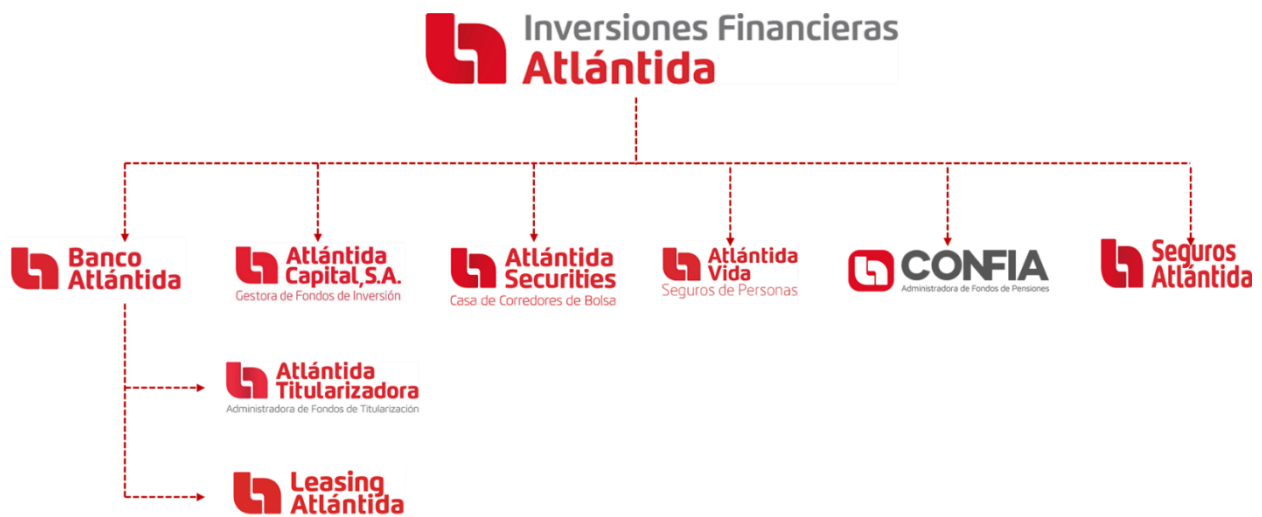 Inversiones Financieras
Atlántida
Banco
Atlántida
Atlántida
Capital, S.A.
Gestora de Fondos de Inversión
Atlántida
Securities
Casa de Corredores de Bolsa
Atlántida
Vida
Seguros de Personas
CONFIA
Administradora de Fondos de Pensiones
Seguros
Atlántida
Atlántida
Titularizadora
Administradora de Fondos de Titularización
Leasing
Atlántida